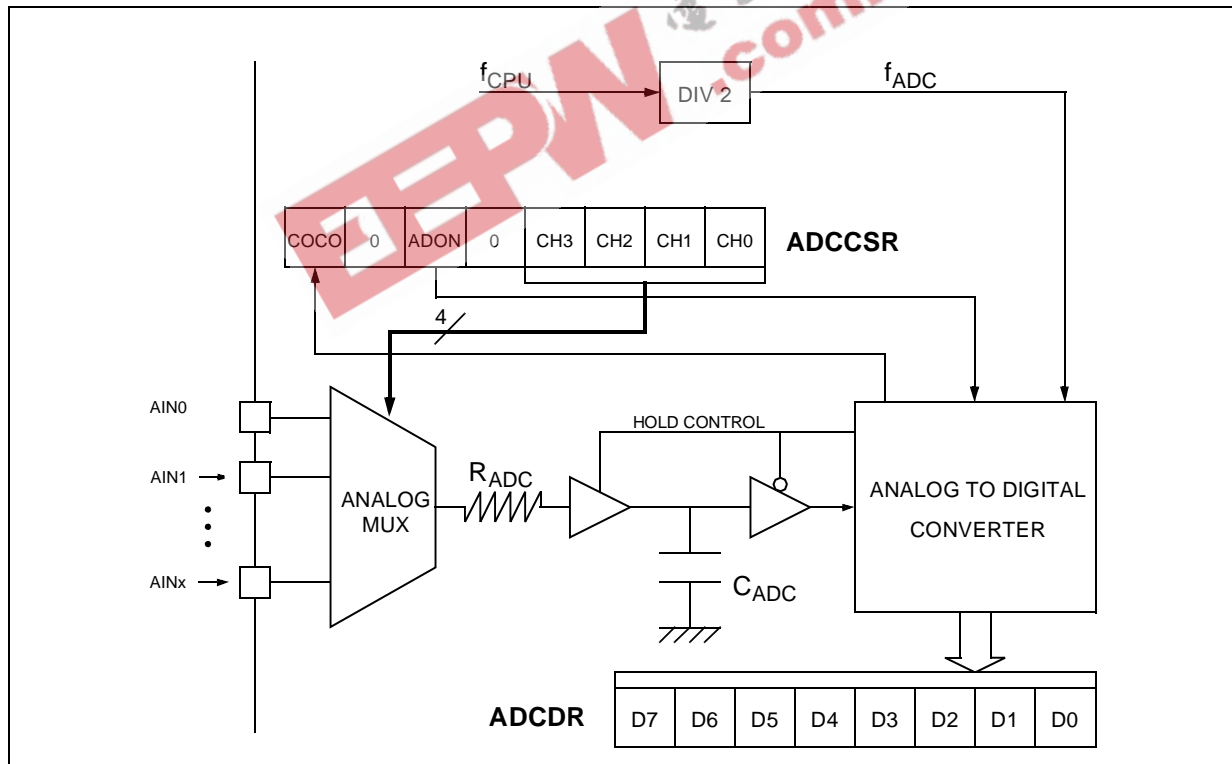 EEPW
.com
fCPU
DIV 2
fADC
COCO 0 ADON 0 CH3 CH2 CH1 CH0 ADCCSR
4
AIN0
HOLD CONTROL
AIN1
RADC
ANALOG
MUX
ANALOG TO DIGITAL
CONVERTER
AINx
CADC
ADCDR D7 D6 D5 D4 D3 D2 D1 D0